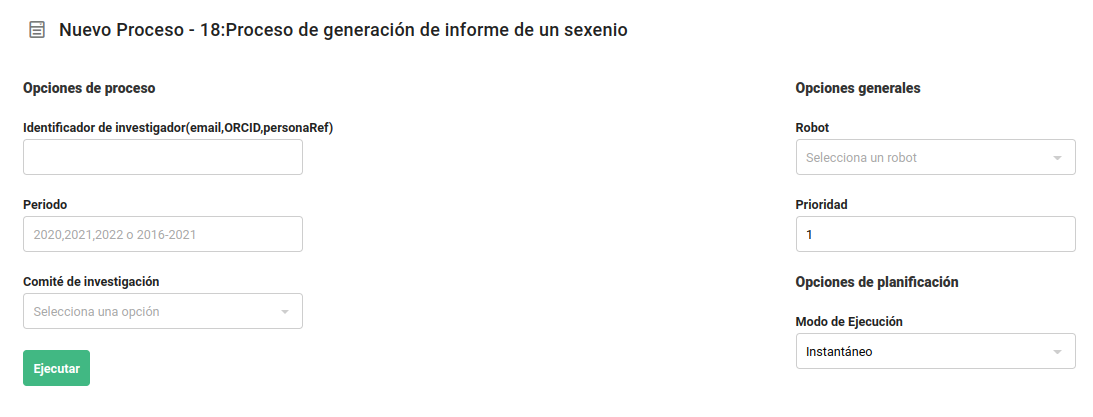 Nuevo Proceso - 18:Proceso de generación de informe de un sexenio
Opciones de proceso
Identificador de investigador(email,ORCID,personaRef)
Periodo
2020,2021,2022 o 2016-2021
Comité de investigación
Selecciona una opción
Ejecutar
Opciones generales
Robot
Selecciona un robot
Prioridad
1
Opciones de planificación
Modo de Ejecución
Instantáneo